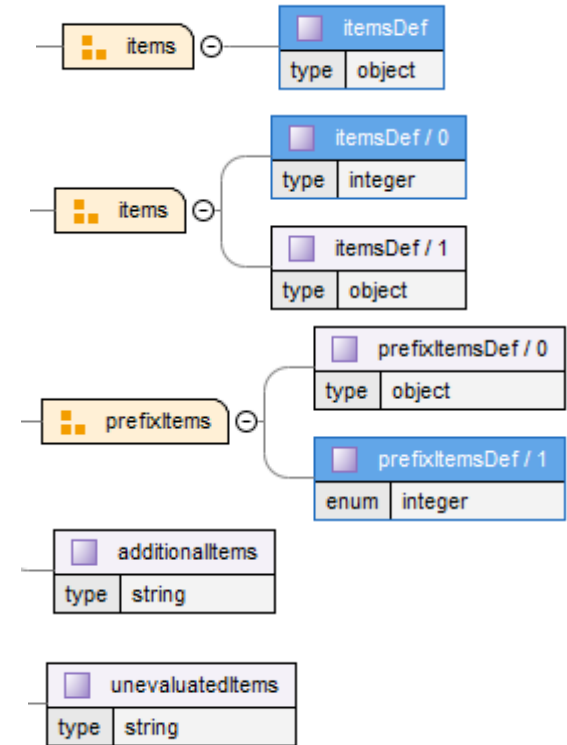 items
itemsDef
type object
itemsDef / 0
type integer
items
itemsDef / 1
type object
prefixItemsDef / 0
type object
prefixItems
prefixItemsDef / 1
enum integer
additionalItems
type string
unevaluatedItems
type string